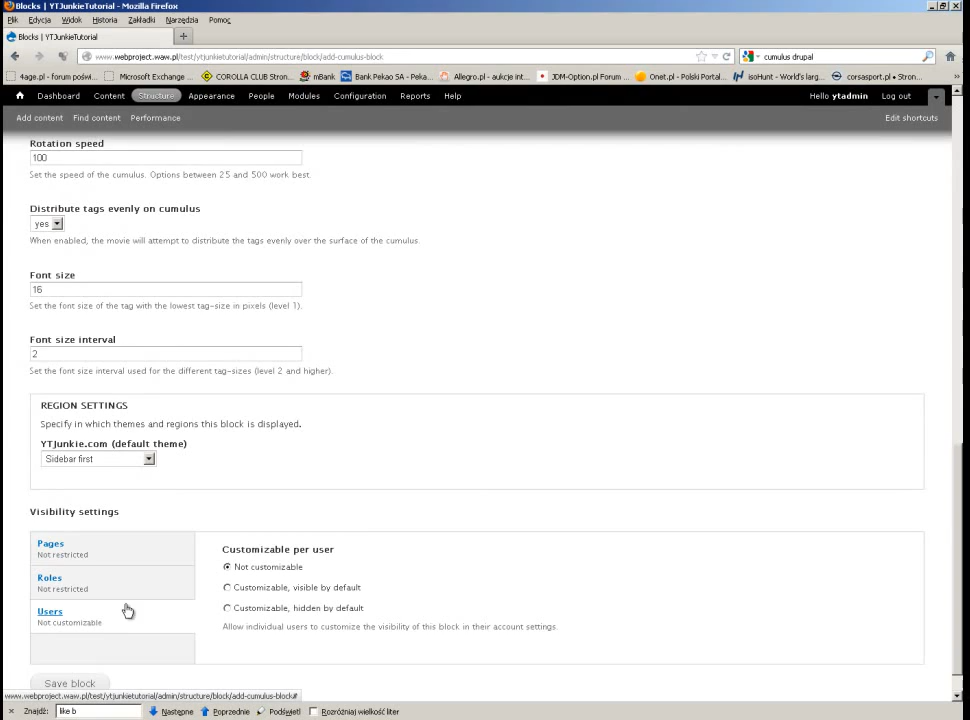 Blocks | YTJunkieTutorial - Mozilla Firefox
Plik Edycja Widok Historia Zakładki Narzędzia Pomoc
Blocks | YTJunkieTutorial
www.webproject.waw.pl/test/ytjunkietutorial/admin/structure/block/add-cumulus-block
cumulus drupal
4age.pl - forum poświ... Microsoft Exchange ... COROLLA CLUB Stron... mBank Bank Pekao SA - Peka... Allegro.pl - aukcje int... JDM-Option.pl Forum ... Onet.pl - Polski Portal... isoHunt - World's larg... corsasport.pl • Stron... »
Dashboard Content Structure Appearance People Modules Configuration Reports Help Hello ytadmin Log out
Add content Find content Performance Edit shortcuts
Rotation speed
100
Set the speed of the cumulus. Options between 25 and 500 work best.
Distribute tags evenly on cumulus
yes
When enabled, the movie will attempt to distribute the tags evenly over the surface of the cumulus.
Font size
16
Set the font size of the tag with the lowest tag-size in pixels (level 1).
Font size interval
2
Set the font size interval used for the different tag-sizes (level 2 and higher).
REGION SETTINGS
Specify in which themes and regions this block is displayed.
YTJunkie.com (default theme)
Sidebar first
Visibility settings
Pages
Not restricted
Roles
Not restricted
Users
Not customizable
Customizable per user
Not customizable
Customizable, visible by default
Customizable, hidden by default
Allow individual users to customize the visibility of this block in their account settings.
Save block
www.webproject.waw.pl/test/ytjunkietutorial/admin/structure/block/add-cumulus-block#
Znajdź: like b Następne Poprzednie Podświetl Rozróżniaj wielkość liter